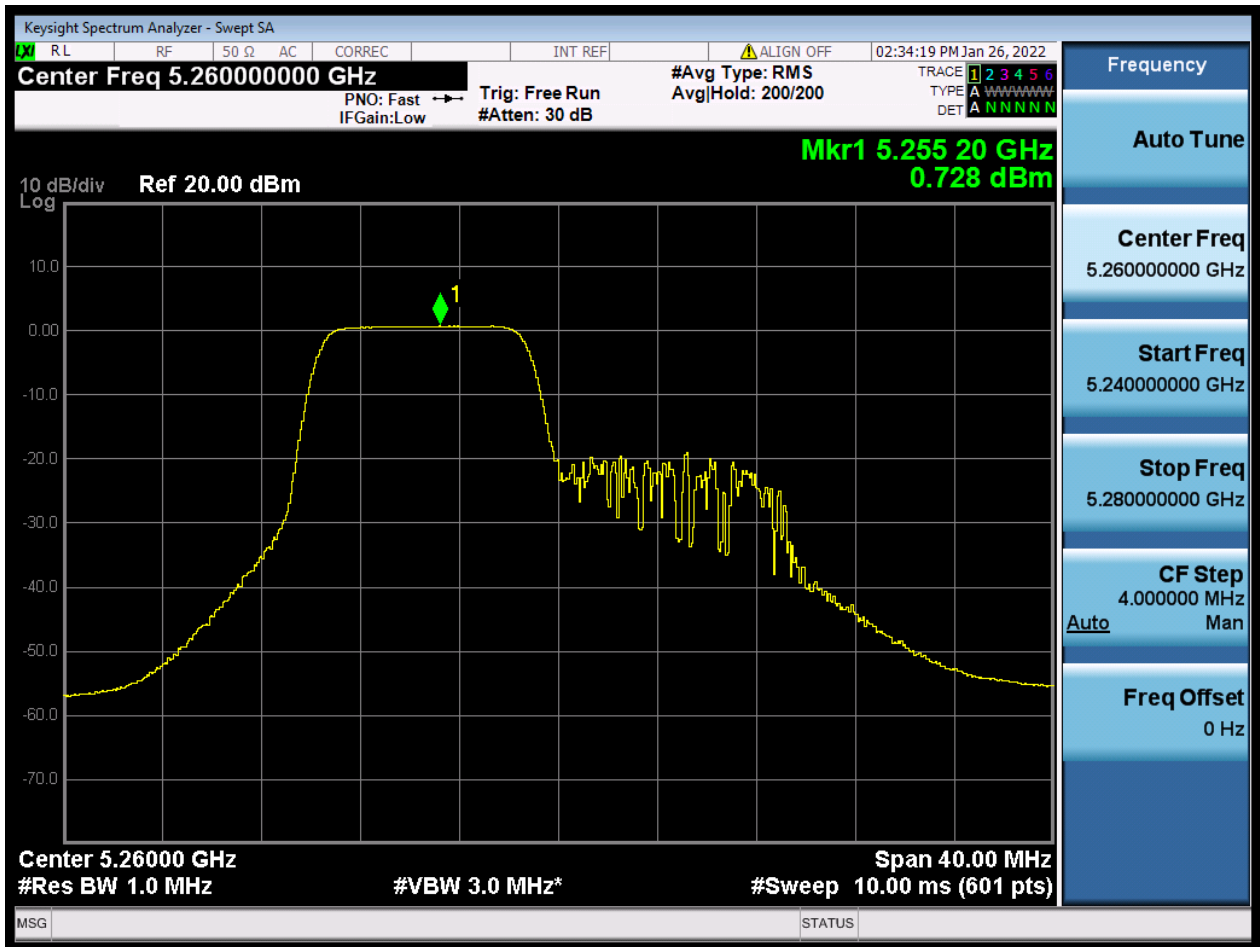 Keysight Spectrum Analyzer - Swept SA
LXI RL RF 50 Ω AC CORREC INT REF ALIGN OFF 02:34:19 PM Jan 26, 2022
Center Freq 5.260000000 GHz
PNO: Fast
IFGain:Low
Trig: Free Run
#Atten: 30 dB
#Avg Type: RMS
Avg|Hold: 200/200
TRACE 1 2 3 4 5 6
TYPE A WWWWW
DET A N N N N N
Mkr1 5.255 20 GHz
0.728 dBm
10 dB/div Ref 20.00 dBm
Log
1
10.0
0.00
-10.0
-20.0
-30.0
-40.0
-50.0
-60.0
-70.0
Center 5.26000 GHz Span 40.00 MHz
#Res BW 1.0 MHz #VBW 3.0 MHz* #Sweep 10.00 ms (601 pts)
MSG STATUS
Frequency
Auto Tune
Center Freq
5.260000000 GHz
Start Freq
5.240000000 GHz
Stop Freq
5.280000000 GHz
CF Step
4.000000 MHz
Auto Man
Freq Offset
0 Hz